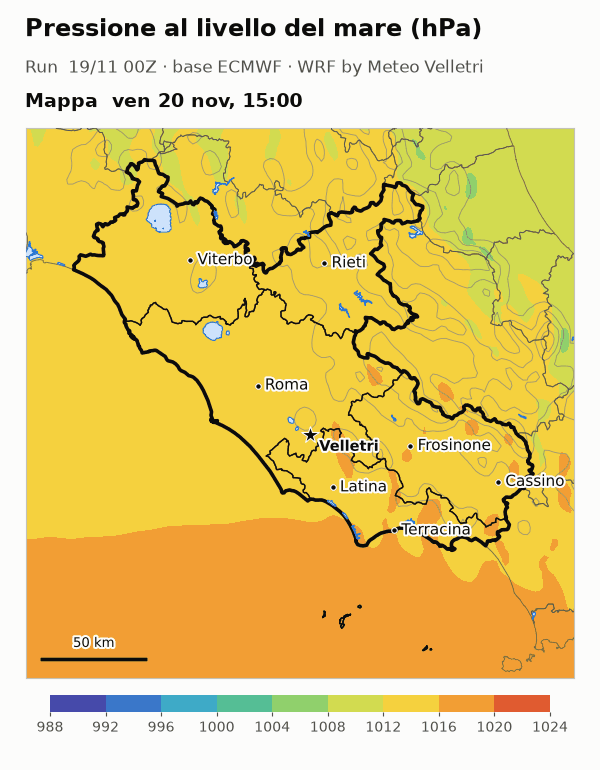 Pressione al livello del mare (hPa)
Run 19/11 00Z · base ECMWF · WRF by Meteo Velletri
Mappa ven 20 nov, 15:00
Viterbo
Rieti
Roma
Velletri
Frosinone
Latina
Cassino
Terracina
50 km
988 992 996 1000 1004 1008 1012 1016 1020 1024